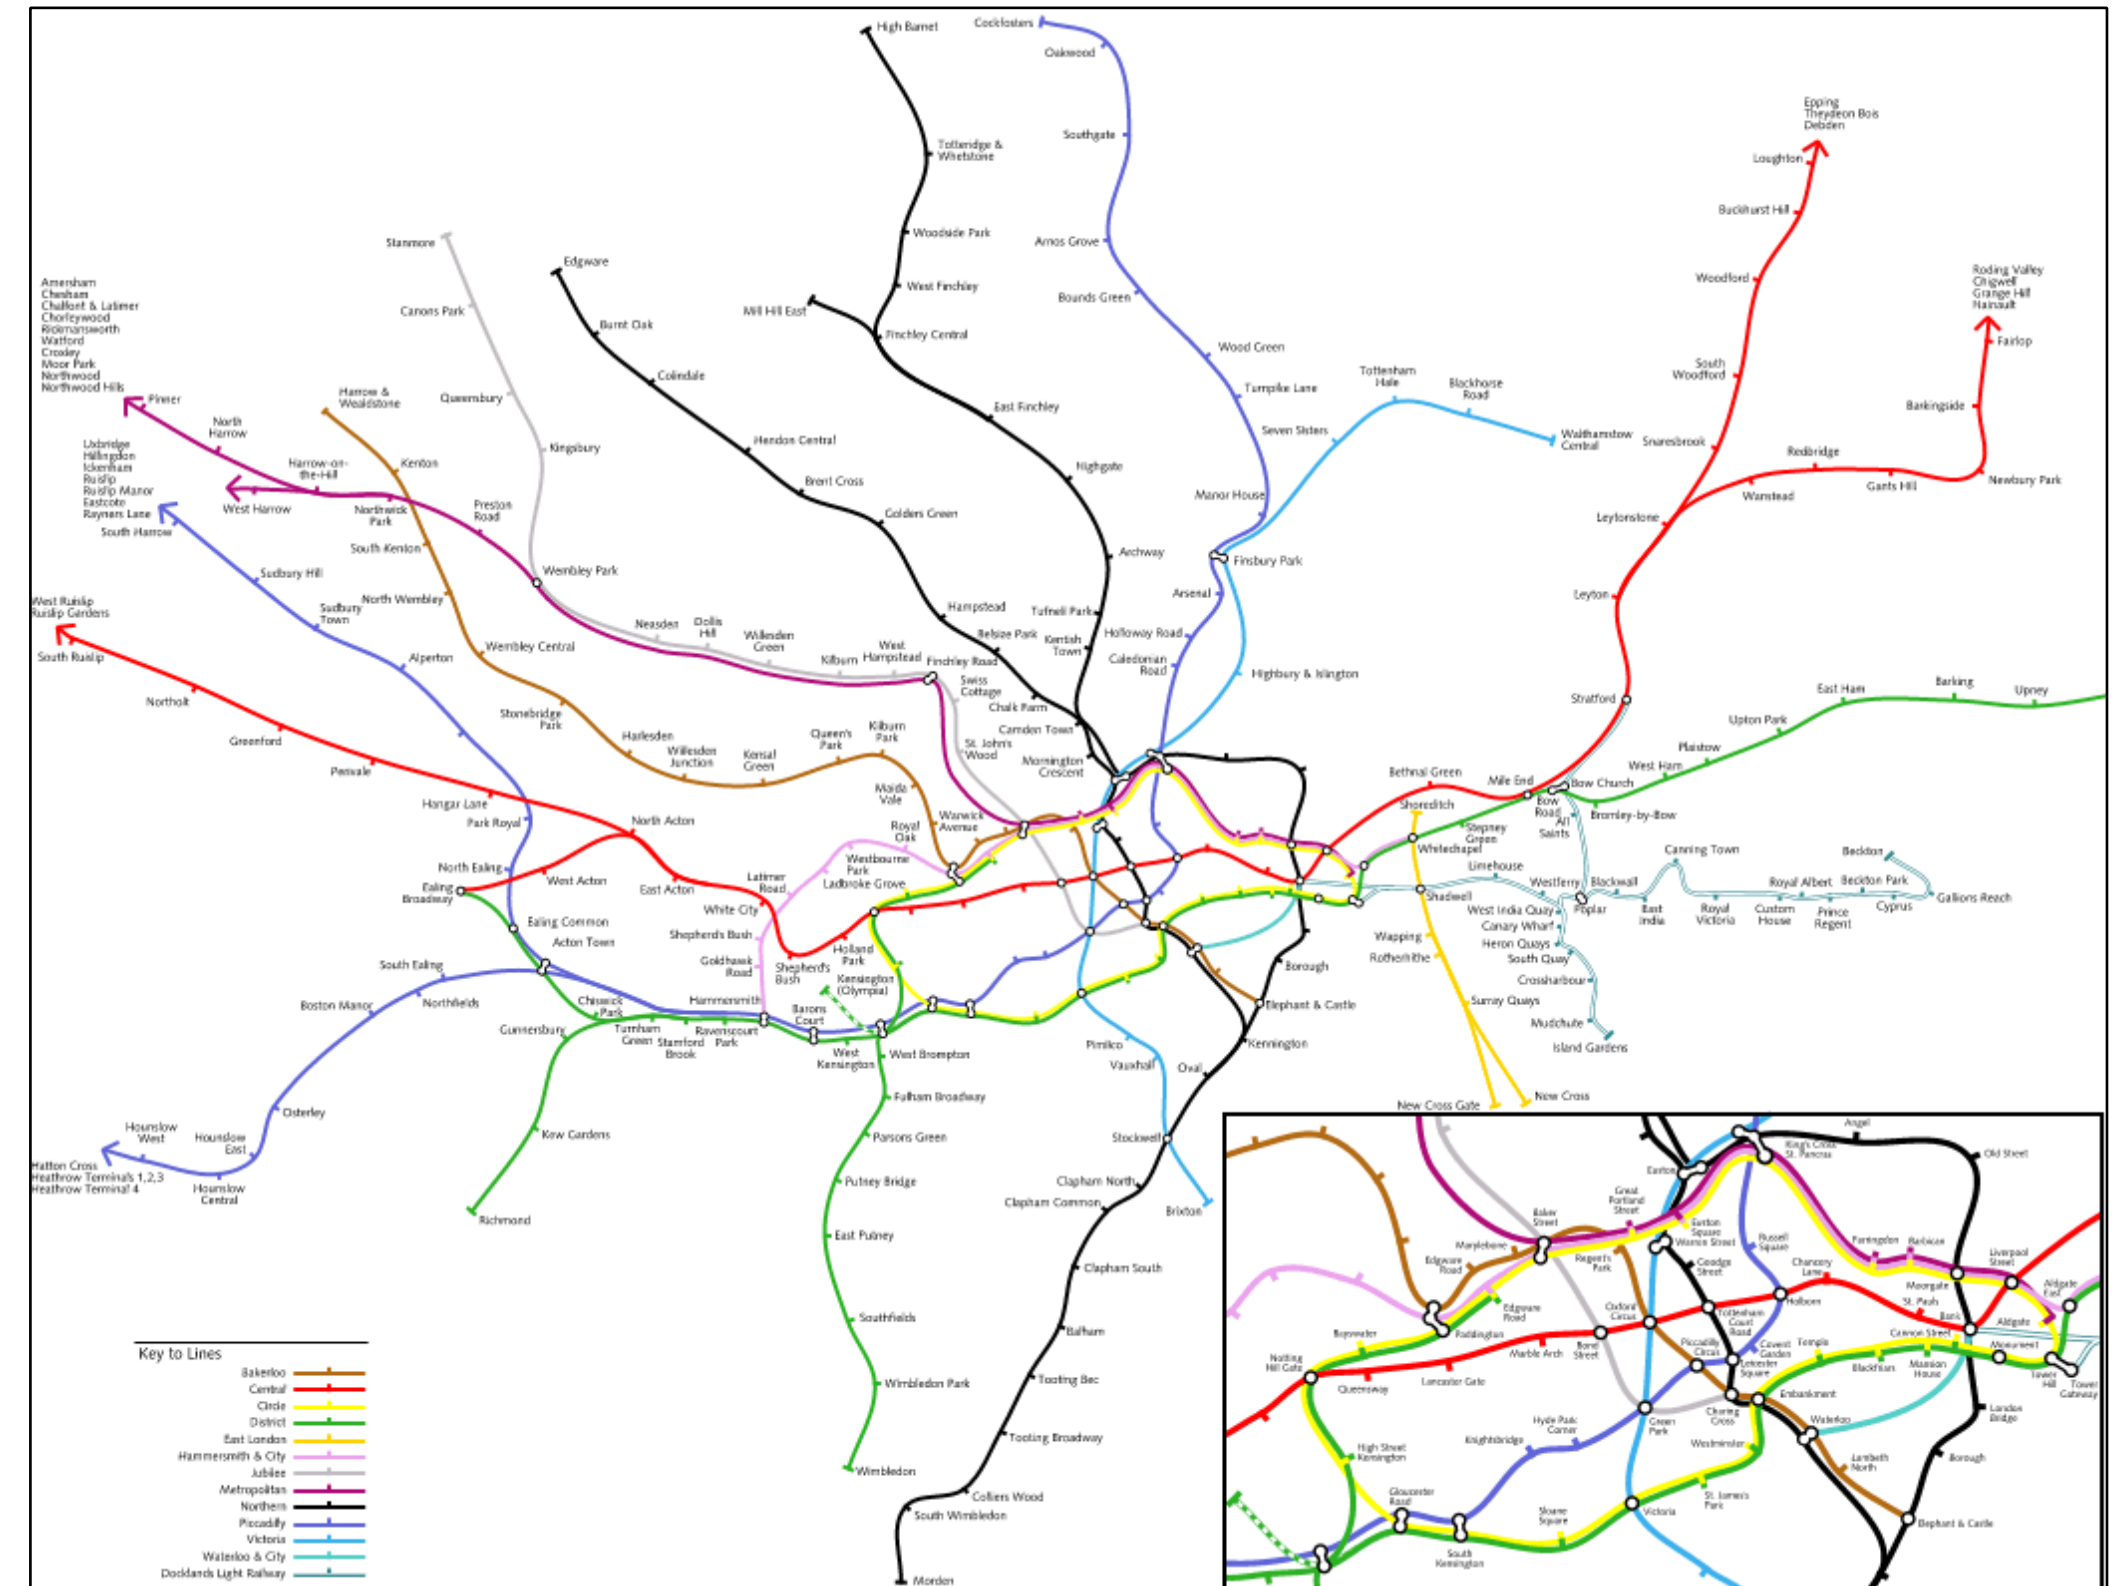 High Barnet
Cockfosters
Oakwood
Totteridge &
Whetstone
Southgate
Woodside Park
Arnos Grove
West Finchley
Bounds Green
Mill Hill East
Finchley Central
Wood Green
Turnpike Lane
East Finchley
Highgate
Manor House
Archway
Finsbury Park
Arsenal
Tufnell Park
Holloway Road
Kentish
Town
Caledonian
Road
Highbury & Islington
Tottenham
Hale
Blackhorse
Road
Seven Sisters
Walthamstow
Central
Epping
Theydeon Bois
Debden
Loughton
Buckhurst Hill
Woodford
South
Woodford
Snaresbrook
Roding Valley
Chigwell
Grange Hill
Hainault
Fairlop
Barkingside
Redbridge
Wanstead
Gants Hill
Newbury Park
Leytonstone
Leyton
Stratford
Stanmore
Canons Park
Queensbury
Kingsbury
Edgware
Burnt Oak
Colindale
Hendon Central
Brent Cross
Golders Green
Hampstead
Belsize Park
Chalk Farm
Camden Town
Mornington
Crescent
Amersham
Chesham
Chalfont & Latimer
Chorleywood
Rickmansworth
Watford
Croxley
Moor Park
Northwood
Northwood Hills
Pinner
North
Harrow
Harrow-on-
the-Hill
Uxbridge
Hillingdon
Ickenham
Ruislip
Ruislip Manor
Eastcote
Rayners Lane
South Harrow
West Harrow
Harrow &
Wealdstone
Kenton
Northwick
Park
Preston
Road
South Kenton
North Wembley
Wembley Park
Wembley Central
Sudbury Hill
Sudbury
Town
Alperton
West Ruislip
Ruislip Gardens
South Ruislip
Northolt
Greenford
Perivale
Hangar Lane
Park Royal
North Ealing
Ealing
Broadway
Neasden
Dollis
Hill
Willesden
Green
Kilburn
West
Hampstead
Finchley Road
Swiss
Cottage
St. John's
Wood
Stonebridge
Park
Harlesden
Willesden
Junction
Kensal
Green
Queen's
Park
Kilburn
Park
Maida
Vale
Warwick
Avenue
Royal
Oak
Westbourne
Park
Ladbroke Grove
Latimer
Road
North Acton
West Acton
East Acton
White City
Shepherd's Bush
Goldhawk
Road
Shepherd's
Bush
Holland
Park
Kensington
(Olympia)
Ealing Common
Acton Town
South Ealing
Northfields
Boston Manor
Osterley
Hounslow
East
Hounslow
West
Hounslow
Central
Hatton Cross
Heathrow Terminals 1,2,3
Heathrow Terminal 4
Chiswick
Park
Gunnersbury
Turnham
Green
Stamford
Brook
Ravenscourt
Park
Hammersmith
Barons
Court
West
Kensington
Kew Gardens
Richmond
West Brompton
Fulham Broadway
Parsons Green
Putney Bridge
East Putney
Southfields
Wimbledon Park
Wimbledon
Pimlico
Vauxhall
Oval
Stockwell
Brixton
Clapham North
Clapham Common
Clapham South
Balham
Tooting Bec
Tooting Broadway
Colliers Wood
South Wimbledon
Morden
Borough
Elephant & Castle
Kennington
Bethnal Green
Mile End
Bow Church
Shoreditch
Bow
Road
Stepney
Green
Whitechapel
All
Saints
Bromley-by-Bow
West Ham
Plaistow
Upton Park
East Ham
Barking
Upney
Limehouse
Shadwell
Westferry
Blackwall
Poplar
Canning Town
East
India
Royal
Victoria
Custom
House
Royal Albert
Prince
Regent
Beckton Park
Cyprus
Beckton
Gallions Reach
West India Quay
Canary Wharf
Heron Quays
South Quay
Crossharbour
Mudchute
Island Gardens
Wapping
Rotherhithe
Surray Quays
New Cross Gate
New Cross
Key to Lines
Bakerloo
Central
Circle
District
East London
Hammersmith & City
Jubilee
Metropolitan
Northern
Piccadilly
Victoria
Waterloo & City
Docklands Light Railway
Angel
King's Cross
St. Pancras
Old Street
Euston
Great
Portland
Street
Baker
Street
Euston
Square
Warren Street
Russell
Square
Marylebone
Regent's
Park
Goodge
Street
Edgware
Road
Farringdon
Barbican
Liverpool
Street
Chancery
Lane
Moorgate
Aldgate
East
Holborn
St. Pauls
Bank
Aldgate
Edgware
Road
Paddington
Bayswater
Oxford
Circus
Tottenham
Court
Road
Notting
Hill Gate
Queensway
Lancaster Gate
Marble Arch
Bond
Street
Piccadilly
Circus
Covent
Garden
Leicester
Square
Temple
Cannon Street
Blackfriars
Mansion
House
Monument
Tower
Hill
Tower
Gateway
Embankment
Charing
Cross
Waterloo
London
Bridge
Green
Park
Hyde Park
Corner
Knightsbridge
Westminster
Lambeth
North
Borough
High Street
Kensington
Gloucester
Road
South
Kensington
Sloane
Square
Victoria
St. James's
Park
Elephant & Castle